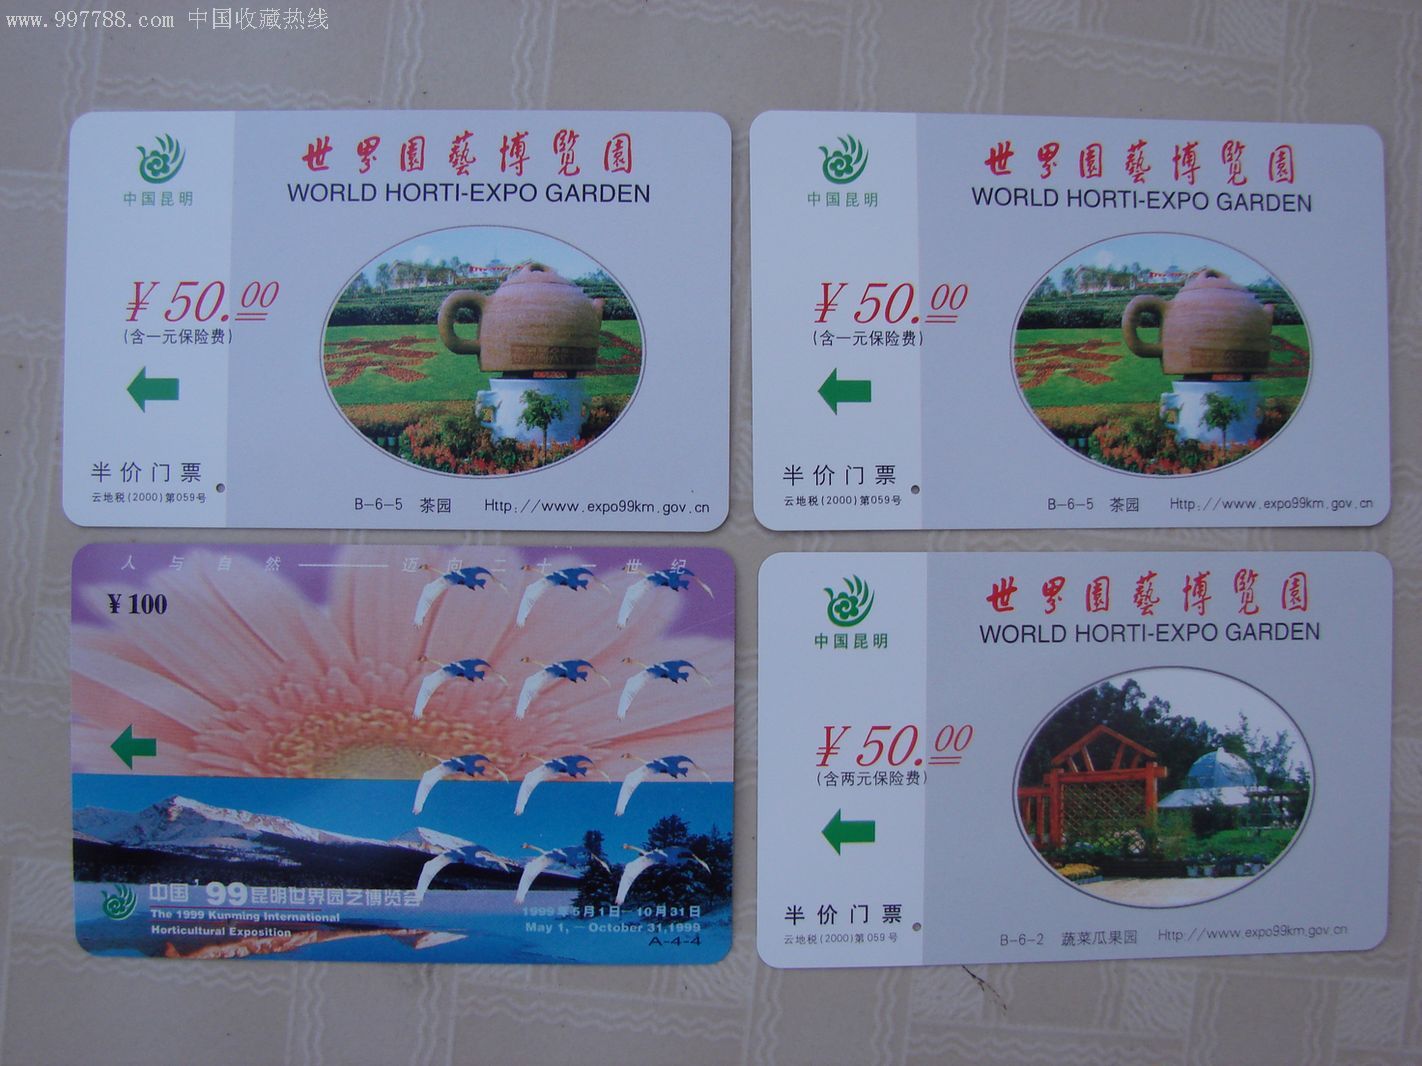 www.997788.com 中国收藏热线
世界園藝博覽園
WORLD HORTI-EXPO GARDEN
中国昆明
¥50.00
(含一元保险费)
半价门票
云地税(2000)第059号
B-6-5 茶园 Http://www.expo99km.gov.cn
世界園藝博覽園
WORLD HORTI-EXPO GARDEN
中国昆明
¥50.00
(含一元保险费)
半价门票
云地税(2000)第059号
B-6-5 茶园 Http://www.expo99km.gov.cn
人与自然————迈向二十一世纪
¥100
中国'99昆明世界园艺博览会
The 1999 Kunming International
Horticultural Exposition
1999年5月1日—10月31日
May 1,—October 31,1999
A-4-4
世界園藝博覽園
WORLD HORTI-EXPO GARDEN
中国昆明
¥50.00
(含两元保险费)
半价门票
云地税(2000)第059号
B-6-2 蔬菜瓜果园 Http://www.expo99km.gov.cn